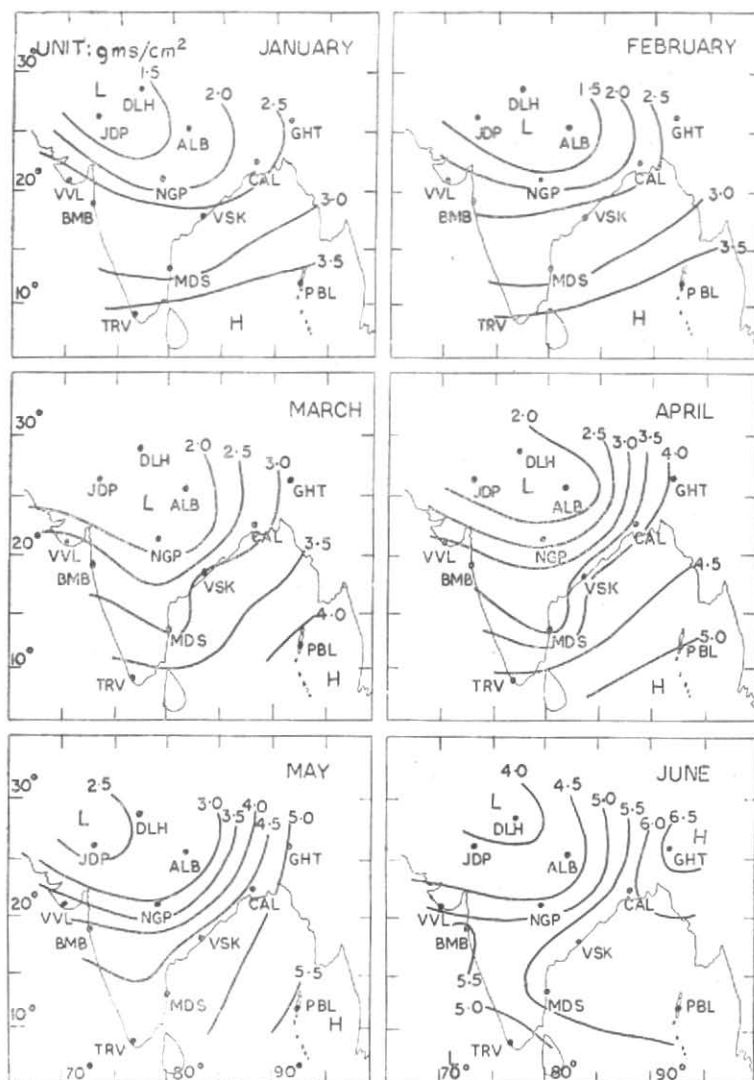 UNIT: gms/cm²
JANUARY
30°
20°
10°
L
1.5
2.0
2.5
DLH
JDP
ALB
GHT
VVL
NGP
CAL
BMB
VSK
3.0
MDS
3.5
PBL
TRV
H
FEBRUARY
1.5
2.0
2.5
DLH
JDP
L
ALB
GHT
VVL
NGP
CAL
BMB
VSK
3.0
MDS
3.5
PBL
TRV
H
MARCH
30°
20°
10°
2.0
2.5
3.0
DLH
JDP
L
ALB
GHT
VVL
NGP
CAL
BMB
VSK
3.5
MDS
4.0
PBL
TRV
H
APRIL
2.0
2.5
3.0
3.5
4.0
DLH
JDP
L
ALB
GHT
VVL
NGP
CAL
BMB
VSK
4.5
MDS
5.0
PBL
TRV
H
MAY
30°
20°
10°
2.5
3.0
3.5
4.0
4.5
5.0
L
DLH
JDP
ALB
GHT
VVL
NGP
CAL
BMB
VSK
MDS
5.5
PBL
TRV
H
70°
80°
90°
JUNE
4.0
4.5
5.0
5.5
6.0
6.5
L
DLH
H
JDP
ALB
GHT
VVL
NGP
CAL
BMB
VSK
5.5
MDS
5.0
PBL
TRV
L
70°
80°
90°